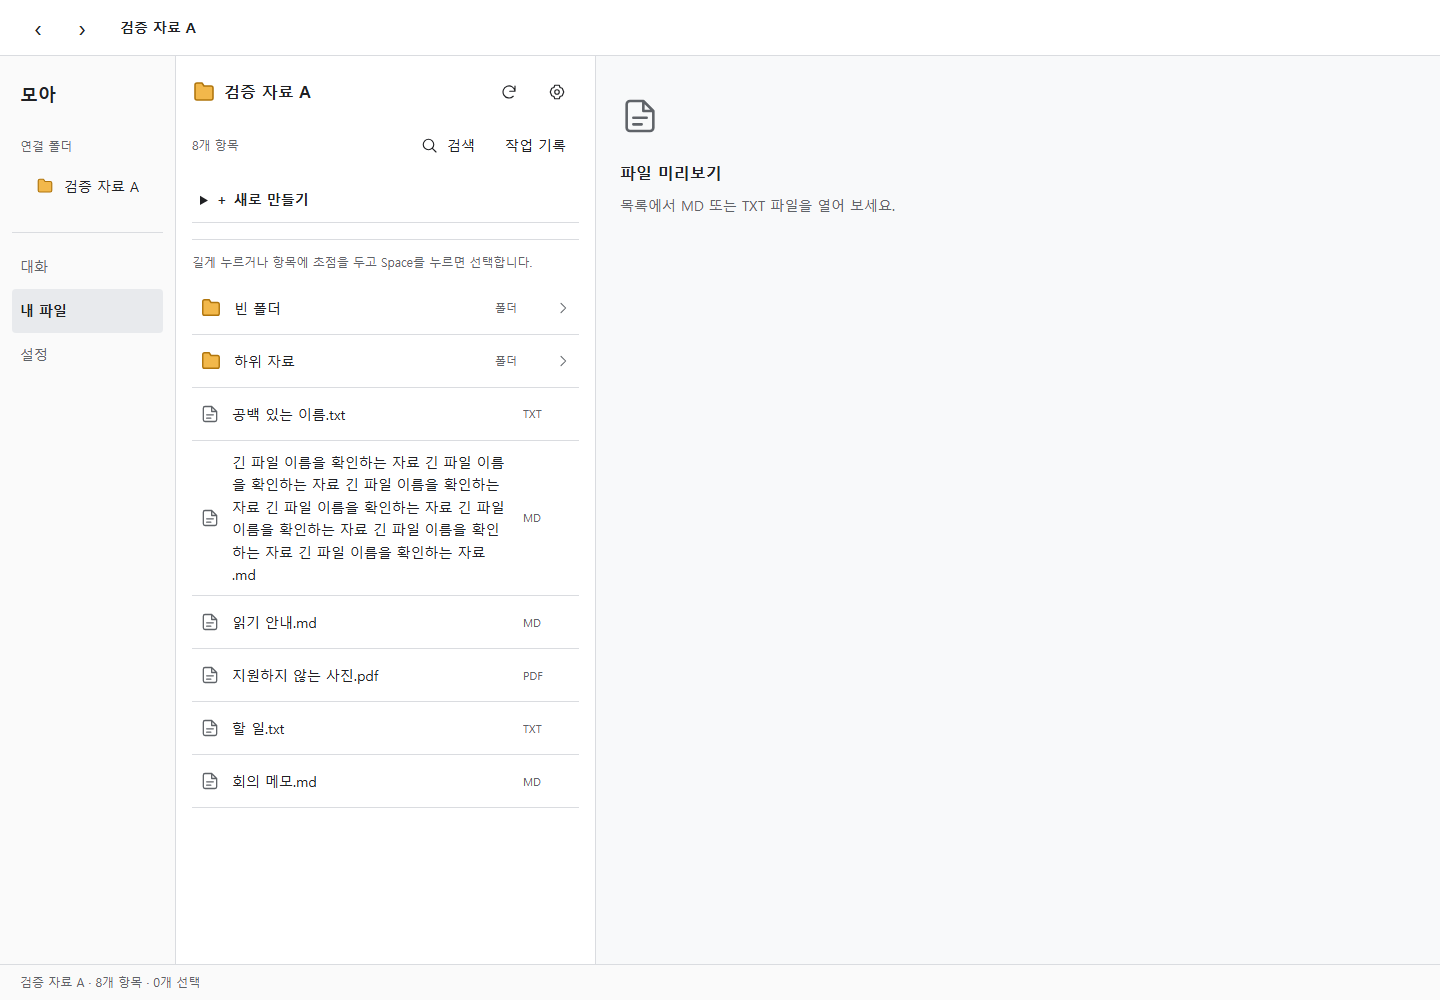 검증 자료 A
모아
연결 폴더
검증 자료 A
대화
내 파일
설정
검증 자료 A
8개 항목
검색
작업 기록
+ 새로 만들기
길게 누르거나 항목에 초점을 두고 Space를 누르면 선택합니다.
빈 폴더 폴더
하위 자료 폴더
공백 있는 이름.txt TXT
긴 파일 이름을 확인하는 자료 긴 파일 이름
을 확인하는 자료 긴 파일 이름을 확인하는
자료 긴 파일 이름을 확인하는 자료 긴 파일
이름을 확인하는 자료 긴 파일 이름을 확인
하는 자료 긴 파일 이름을 확인하는 자료
.md
MD
읽기 안내.md MD
지원하지 않는 사진.pdf PDF
할 일.txt TXT
회의 메모.md MD
파일 미리보기
목록에서 MD 또는 TXT 파일을 열어 보세요.
검증 자료 A · 8개 항목 · 0개 선택